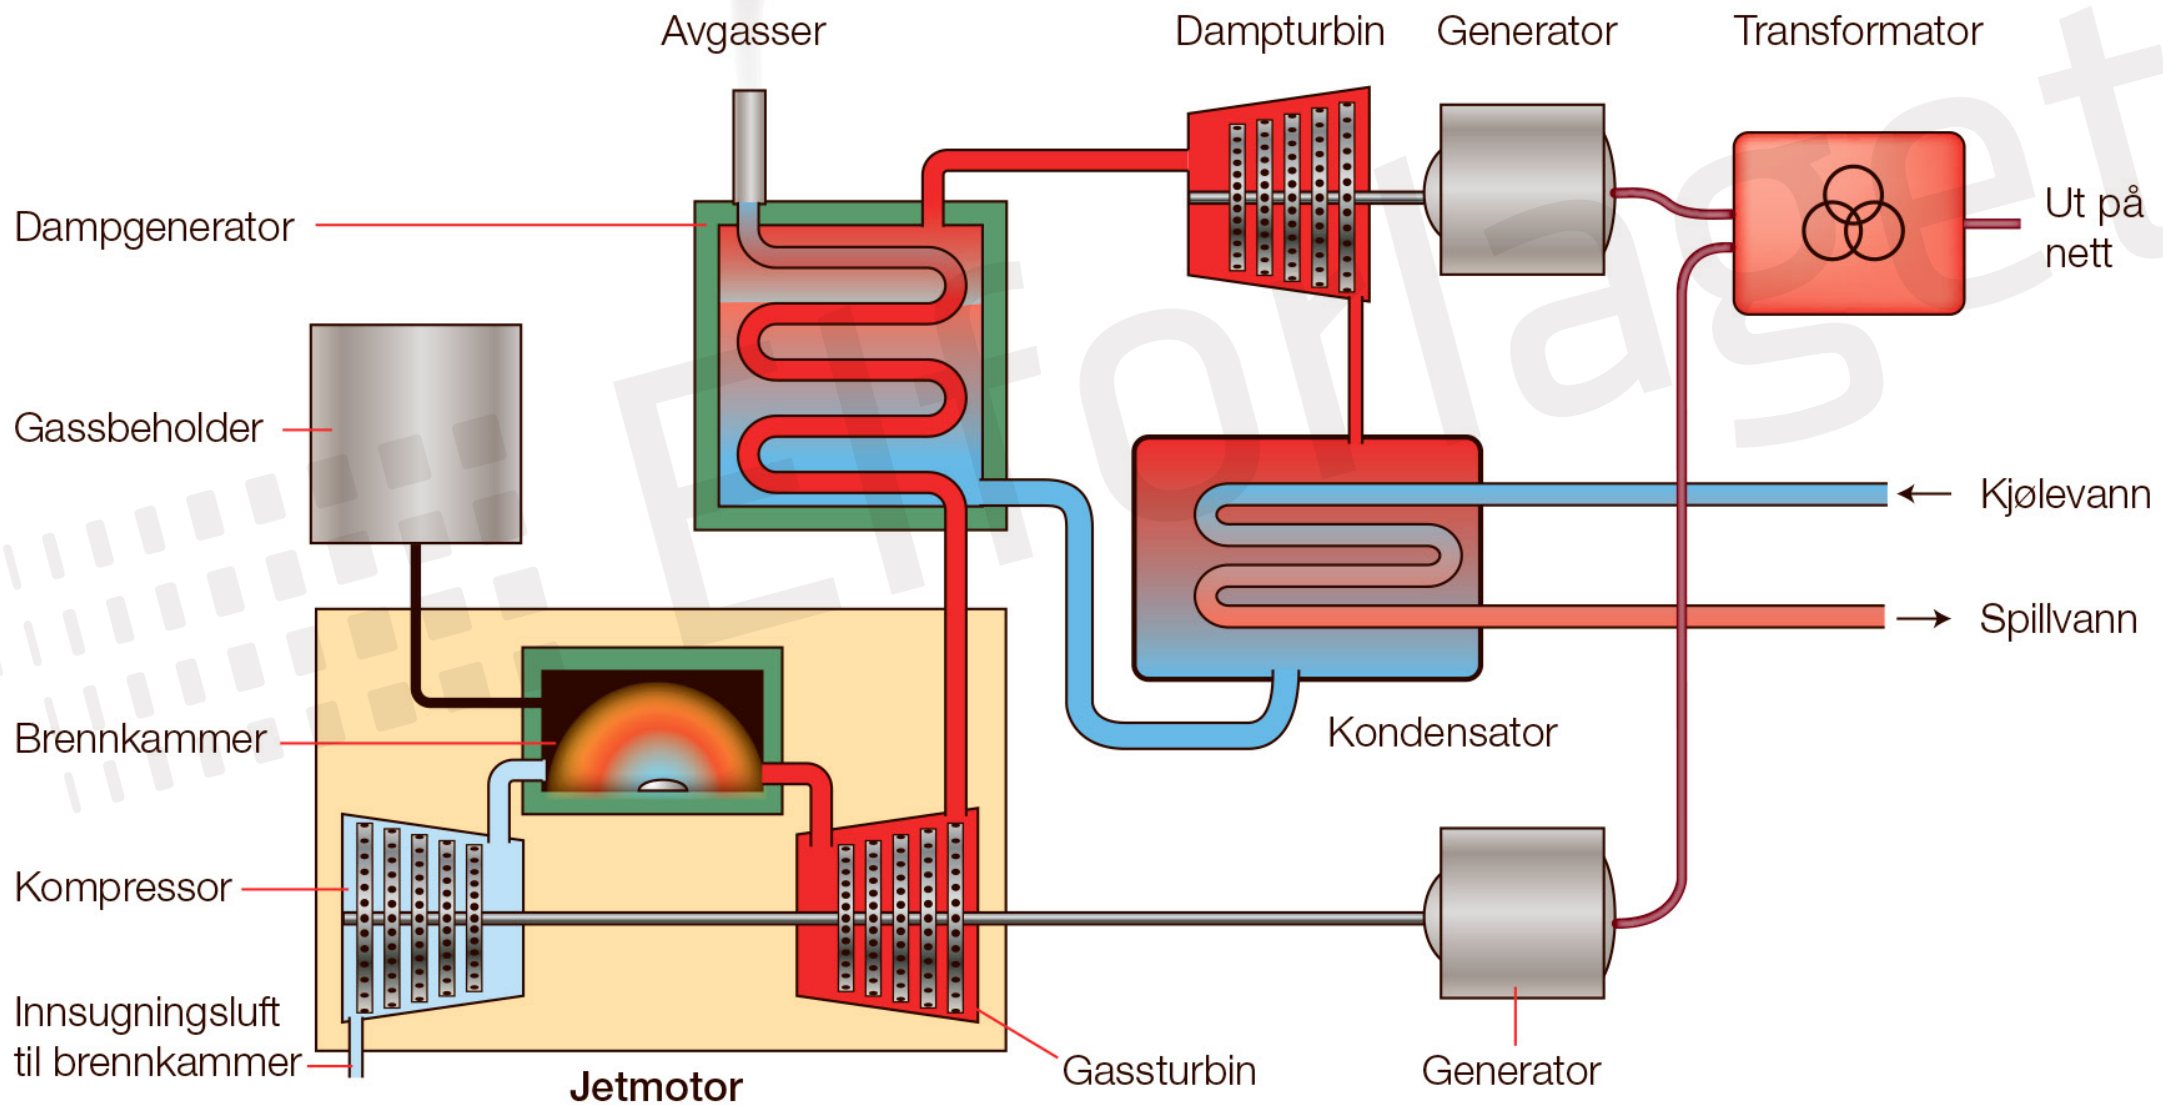 Avgasser
Dampturbin
Generator
Transformator
Dampgenerator
Ut på
nett
Gassbeholder
Kjølevann
Spillvann
Brennkammer
Kondensator
Kompressor
Innsugningsluft
til brennkammer
Gassturbin
Generator
Jetmotor
Elforlaget